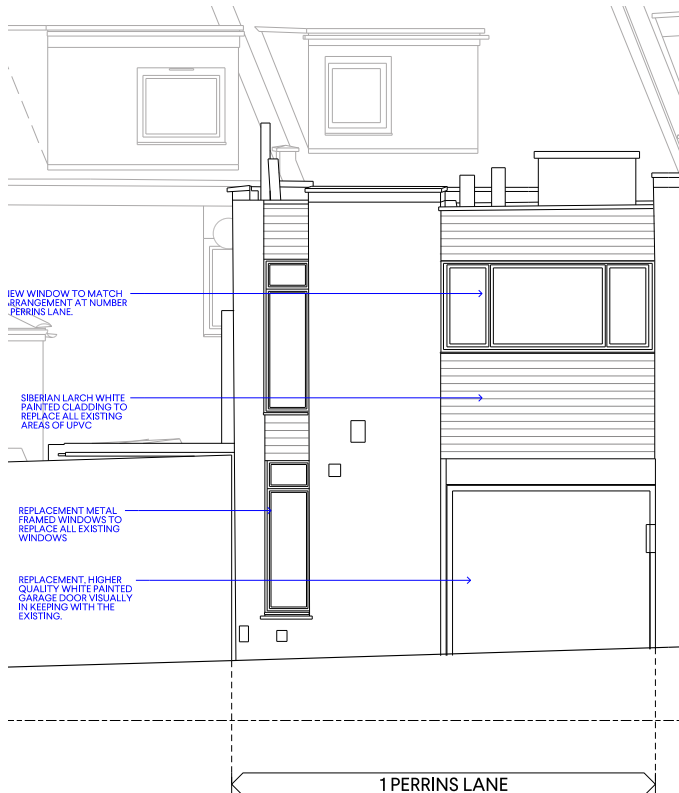 NEW WINDOW TO MATCH
ARRANGEMENT AT NUMBER
PERRINS LANE.
SIBERIAN LARCH WHITE
PAINTED CLADDING TO
REPLACE ALL EXISTING
AREAS OF UPVC
REPLACEMENT METAL
FRAMED WINDOWS TO
REPLACE ALL EXISTING
WINDOWS
REPLACEMENT, HIGHER
QUALITY WHITE PAINTED
GARAGE DOOR VISUALLY
IN KEEPING WITH THE
EXISTING.
1 PERRINS LANE